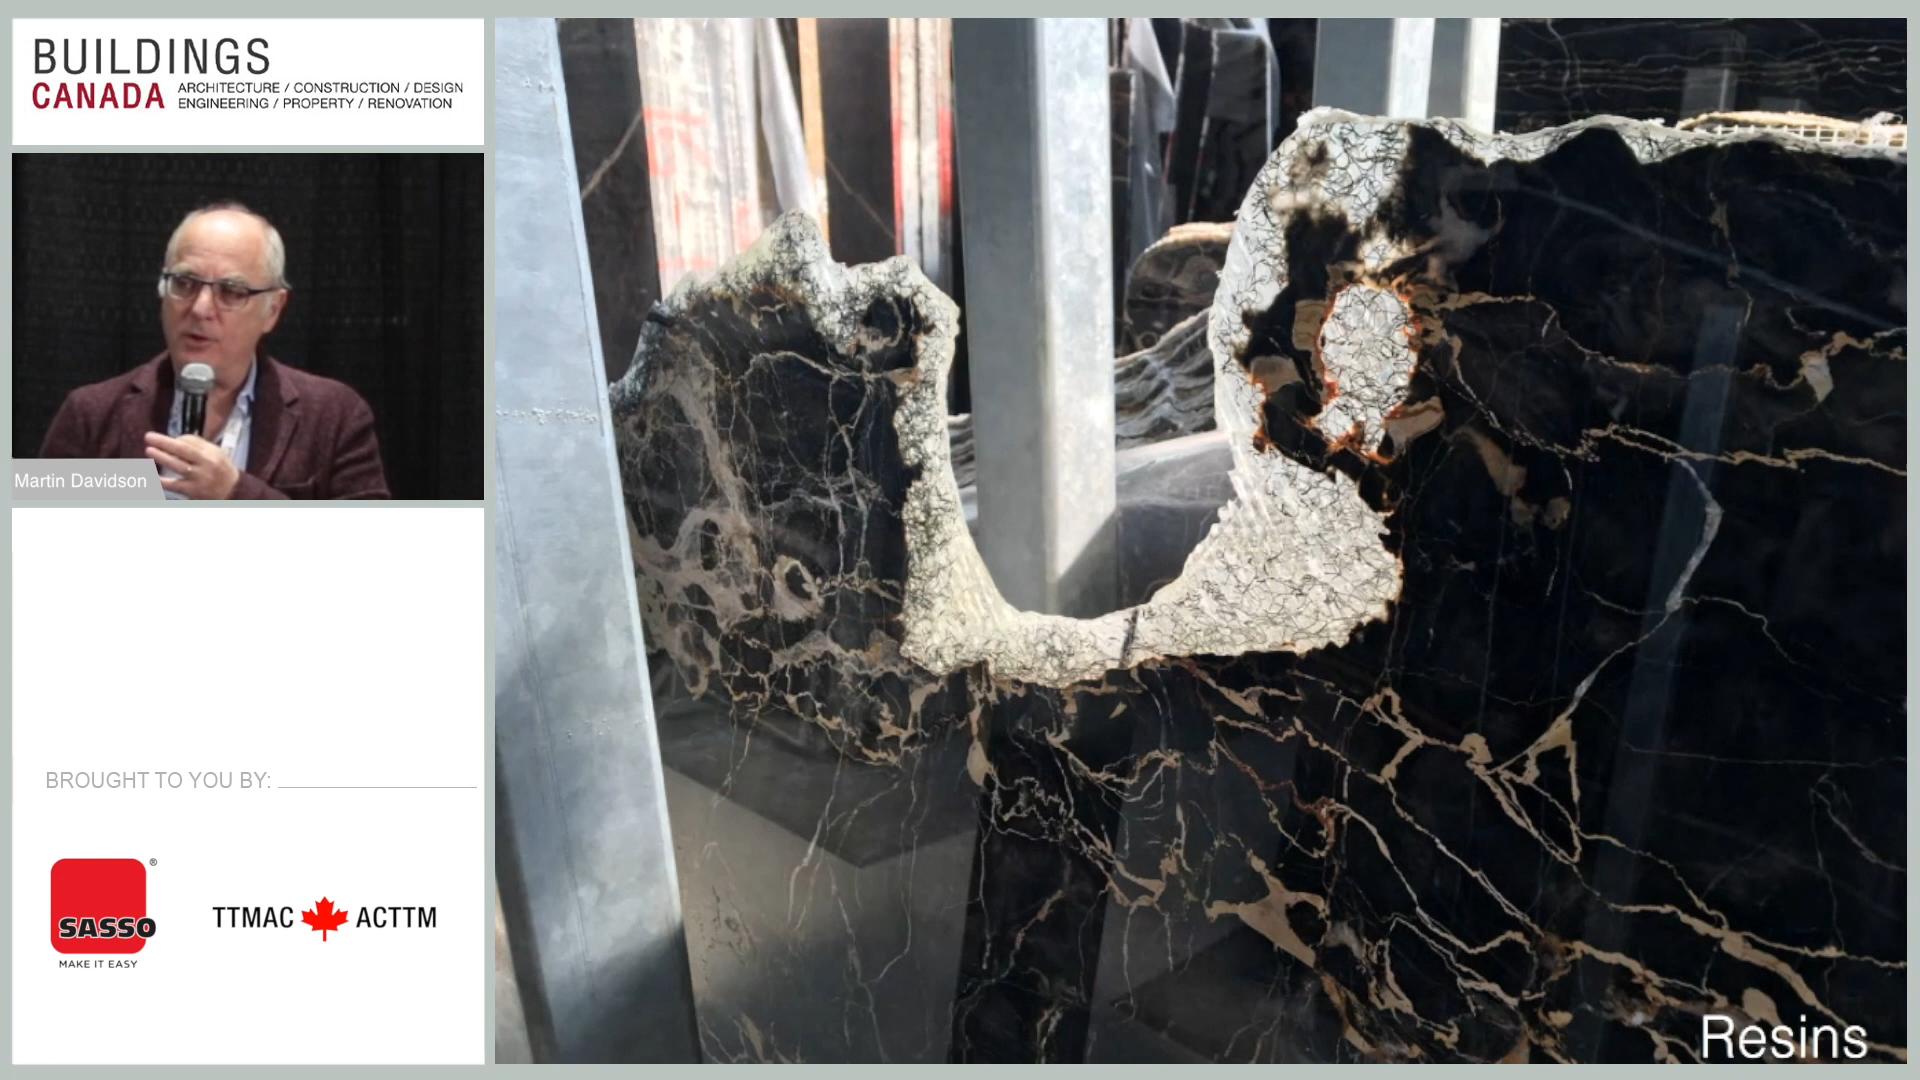 BUILDINGS
CANADA
ARCHITECTURE / CONSTRUCTION / DESIGN
ENGINEERING / PROPERTY / RENOVATION
Martin Davidson
BROUGHT TO YOU BY:
SASSO
®
MAKE IT EASY
TTMAC ACTTM
Resins